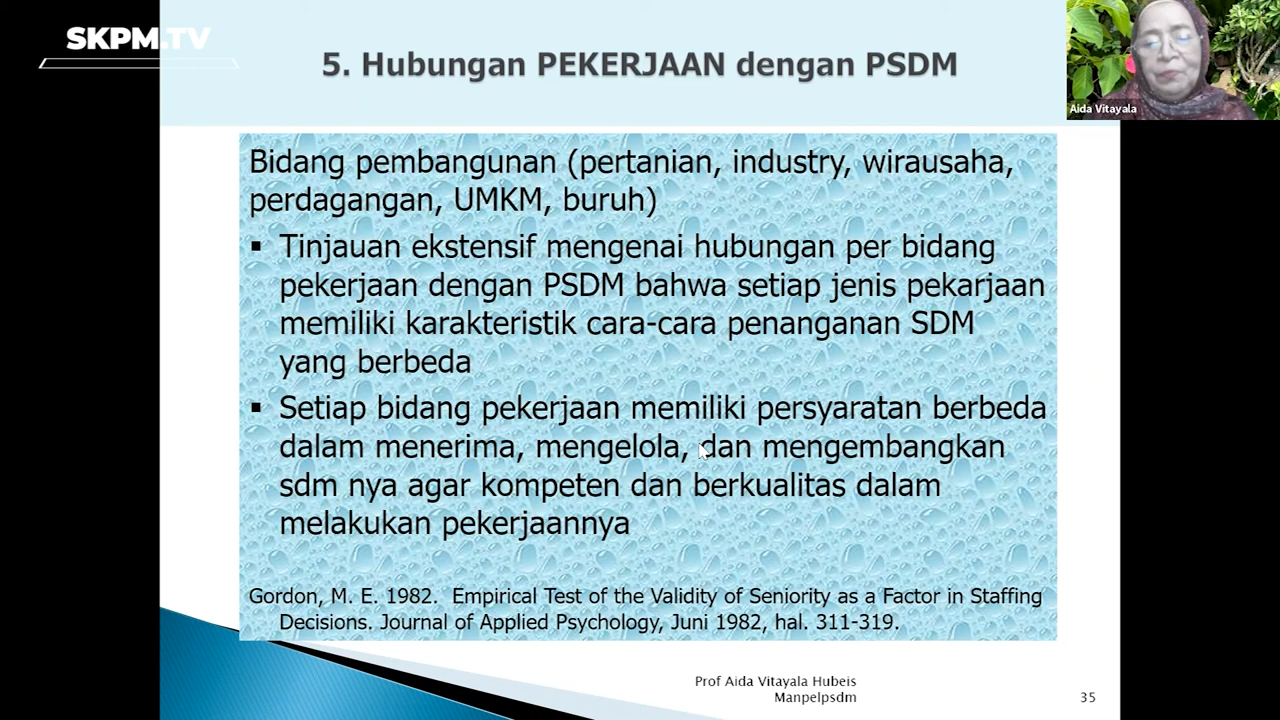 SKPM.TV
5. Hubungan PEKERJAAN dengan PSDM
Aida Vitayala
Bidang pembangunan (pertanian, industry, wirausaha,
perdagangan, UMKM, buruh)
▪ Tinjauan ekstensif mengenai hubungan per bidang
pekerjaan dengan PSDM bahwa setiap jenis pekarjaan
memiliki karakteristik cara-cara penanganan SDM
yang berbeda
▪ Setiap bidang pekerjaan memiliki persyaratan berbeda
dalam menerima, mengelola, dan mengembangkan
sdm nya agar kompeten dan berkualitas dalam
melakukan pekerjaannya
Gordon, M. E. 1982. Empirical Test of the Validity of Seniority as a Factor in Staffing
Decisions. Journal of Applied Psychology, Juni 1982, hal. 311-319.
Prof Aida Vitayala Hubeis
Manpelpsdm
35